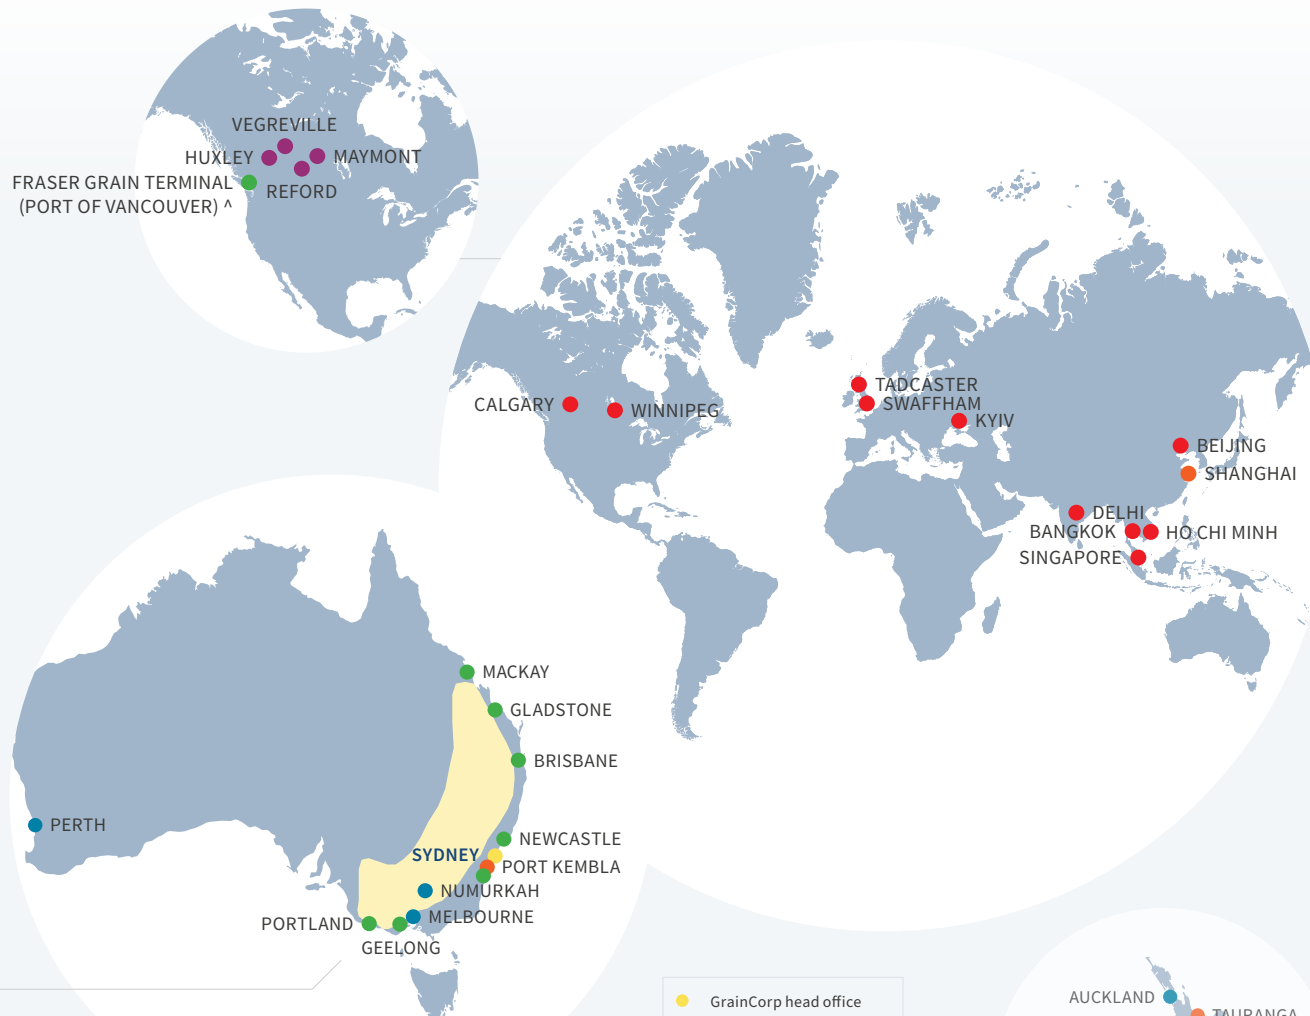 VEGREVILLE
HUXLEY
MAYMONT
FRASER GRAIN TERMINAL
(PORT OF VANCOUVER) ^
REFORD
CALGARY
WINNIPEG
TADCASTER
SWAFFHAM
KYIV
BEIJING
SHANGHAI
DELHI
BANGKOK
HO CHI MINH
SINGAPORE
MACKAY
GLADSTONE
BRISBANE
PERTH
NEWCASTLE
SYDNEY
PORT KEMBLA
NUMURKAH
MELBOURNE
PORTLAND
GEELONG
GrainCorp head office
AUCKLAND
TAURANGA